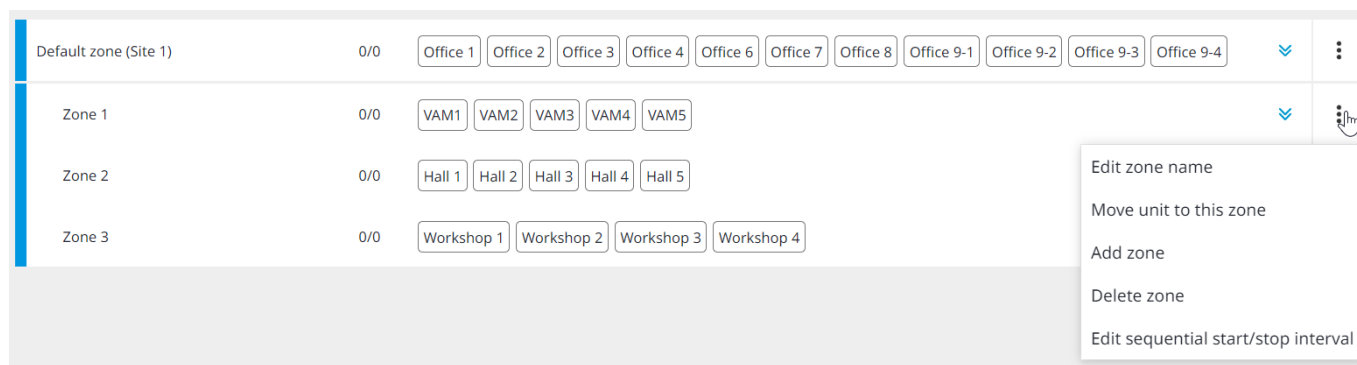 Default zone (Site 1) 0/0 Office 1 Office 2 Office 3 Office 4 Office 6 Office 7 Office 8 Office 9-1 Office 9-2 Office 9-3 Office 9-4
Zone 1 0/0 VAM1 VAM2 VAM3 VAM4 VAM5
Zone 2 0/0 Hall 1 Hall 2 Hall 3 Hall 4 Hall 5
Zone 3 0/0 Workshop 1 Workshop 2 Workshop 3 Workshop 4
Edit zone name
Move unit to this zone
Add zone
Delete zone
Edit sequential start/stop interval